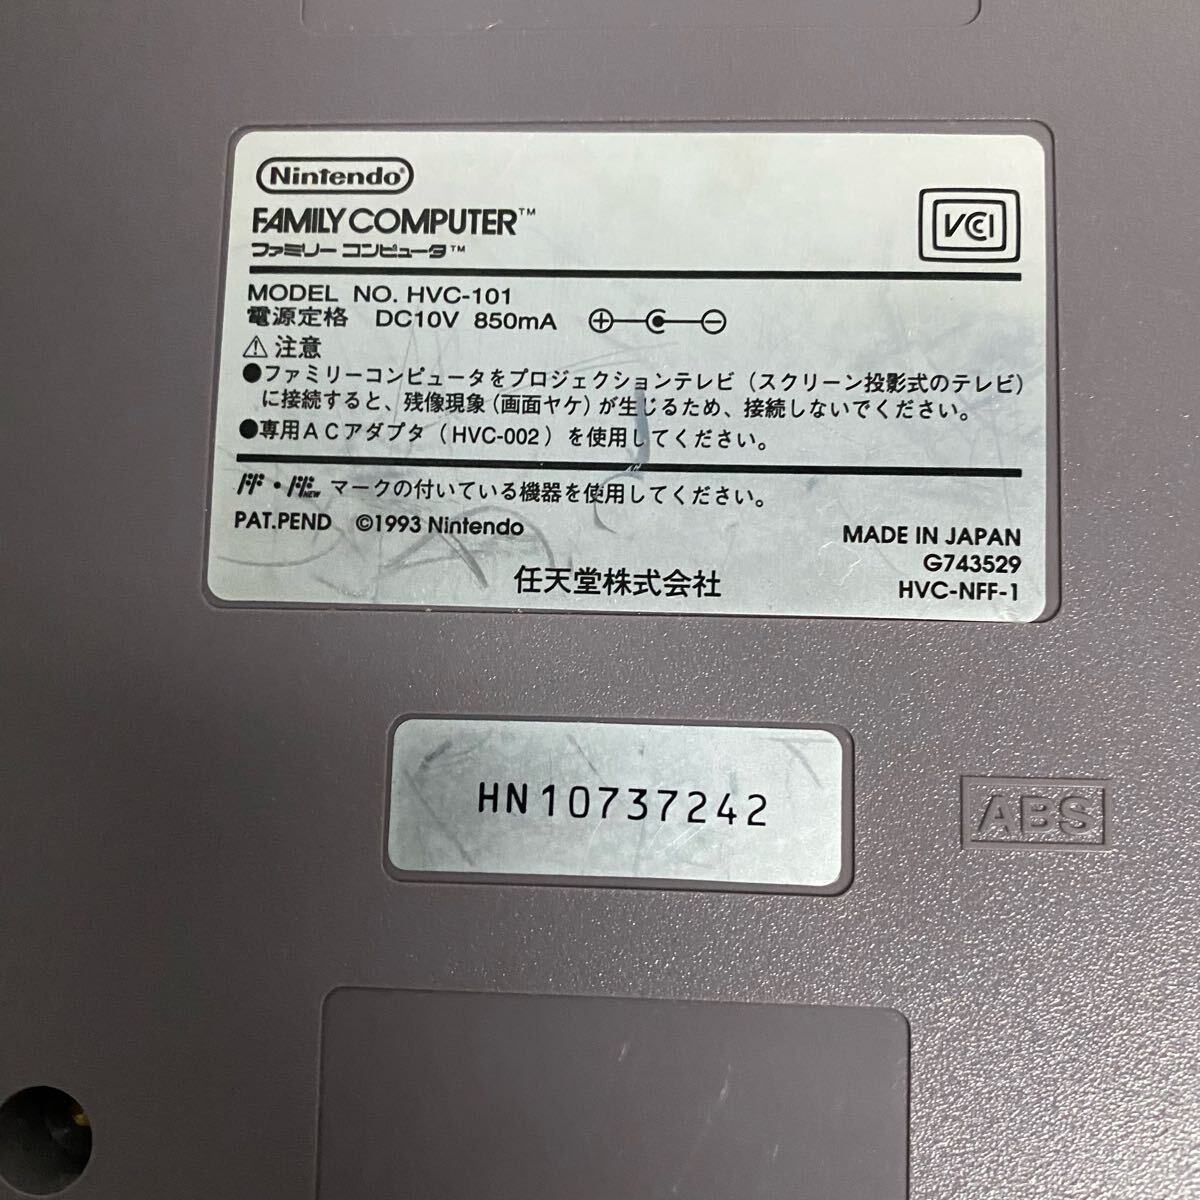 Nintendo
FAMILY COMPUTER™
ファミリー コンピュータ™
VCCI
MODEL NO. HVC-101
電源定格 DC10V 850mA
注意
●ファミリーコンピュータをプロジェクションテレビ（スクリーン投影式のテレビ）
に接続すると、残像現象（画面ヤケ）が生じるため、接続しないでください。
●専用ACアダプタ（HVC-002）を使用してください。
FF・FF NEW マークの付いている機器を使用してください。
PAT.PEND ©1993 Nintendo
MADE IN JAPAN
G743529
任天堂株式会社 HVC-NFF-1
HN10737242
ABS